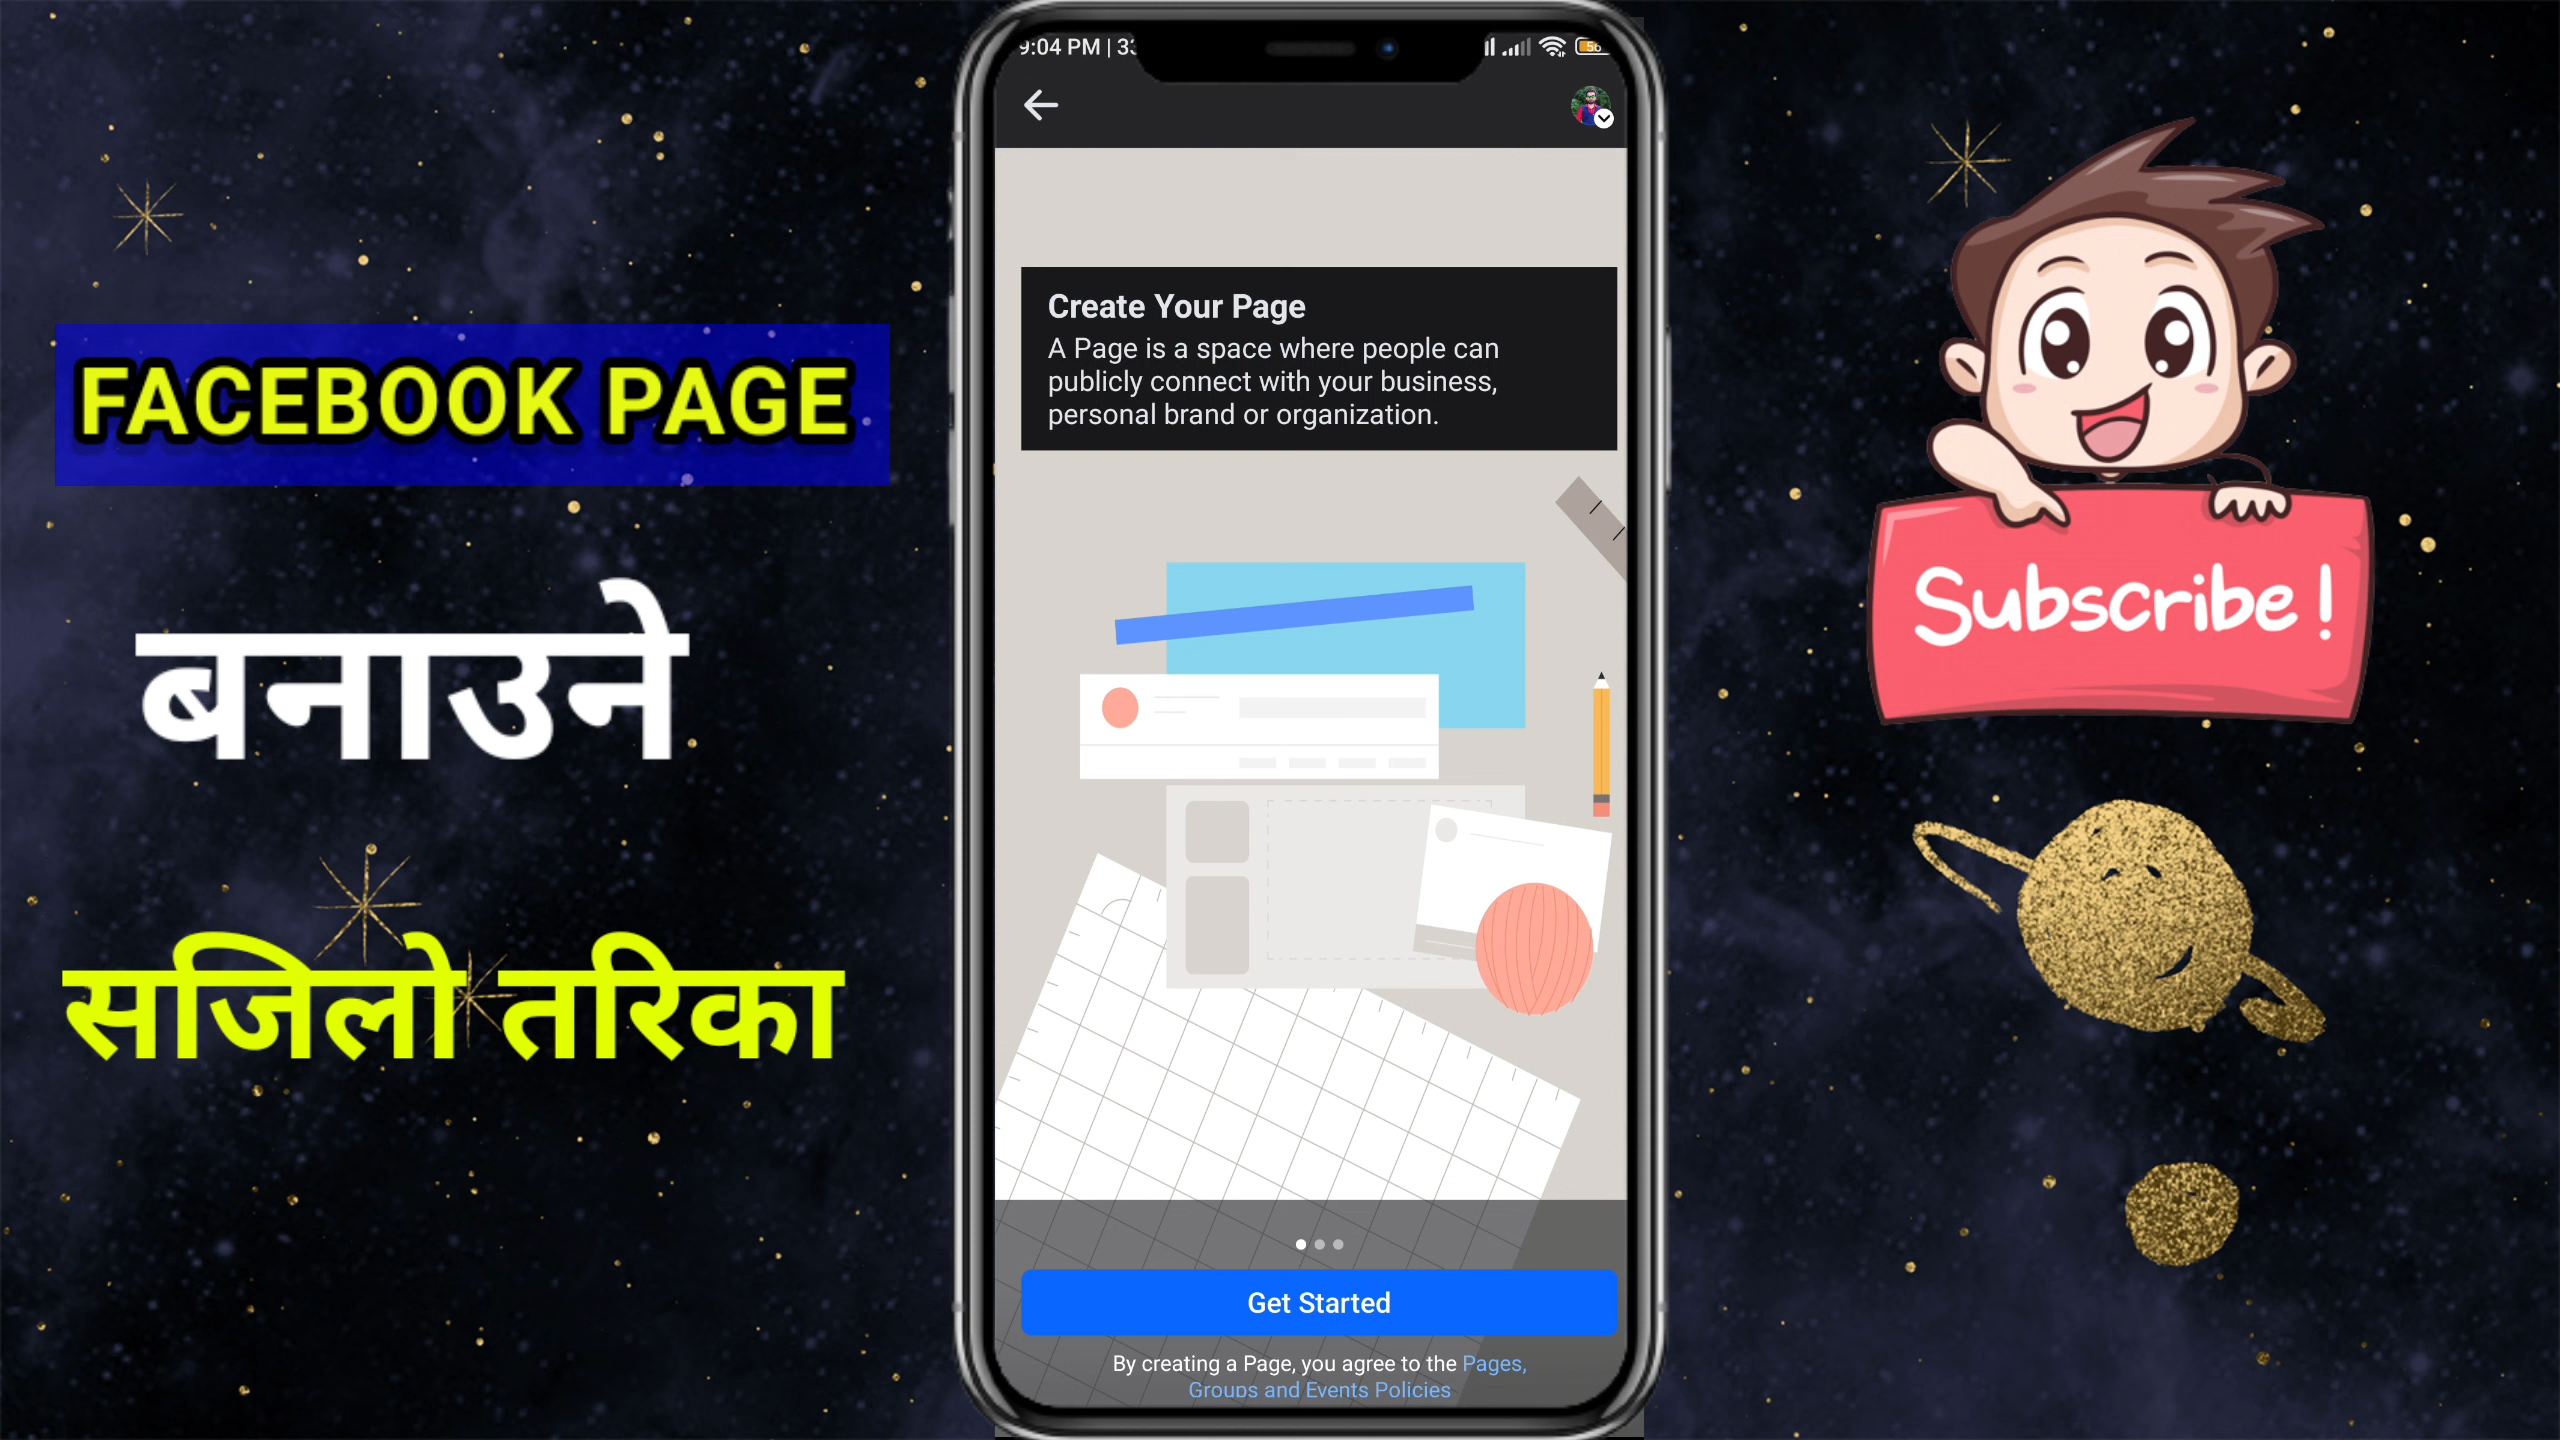 FACEBOOK PAGE
बनाउने
सजिलो तरिका
9:04 PM | 33
56
Create Your Page
A Page is a space where people can
publicly connect with your business,
personal brand or organization.
Get Started
By creating a Page, you agree to the Pages,
Groups and Events Policies
Subscribe!